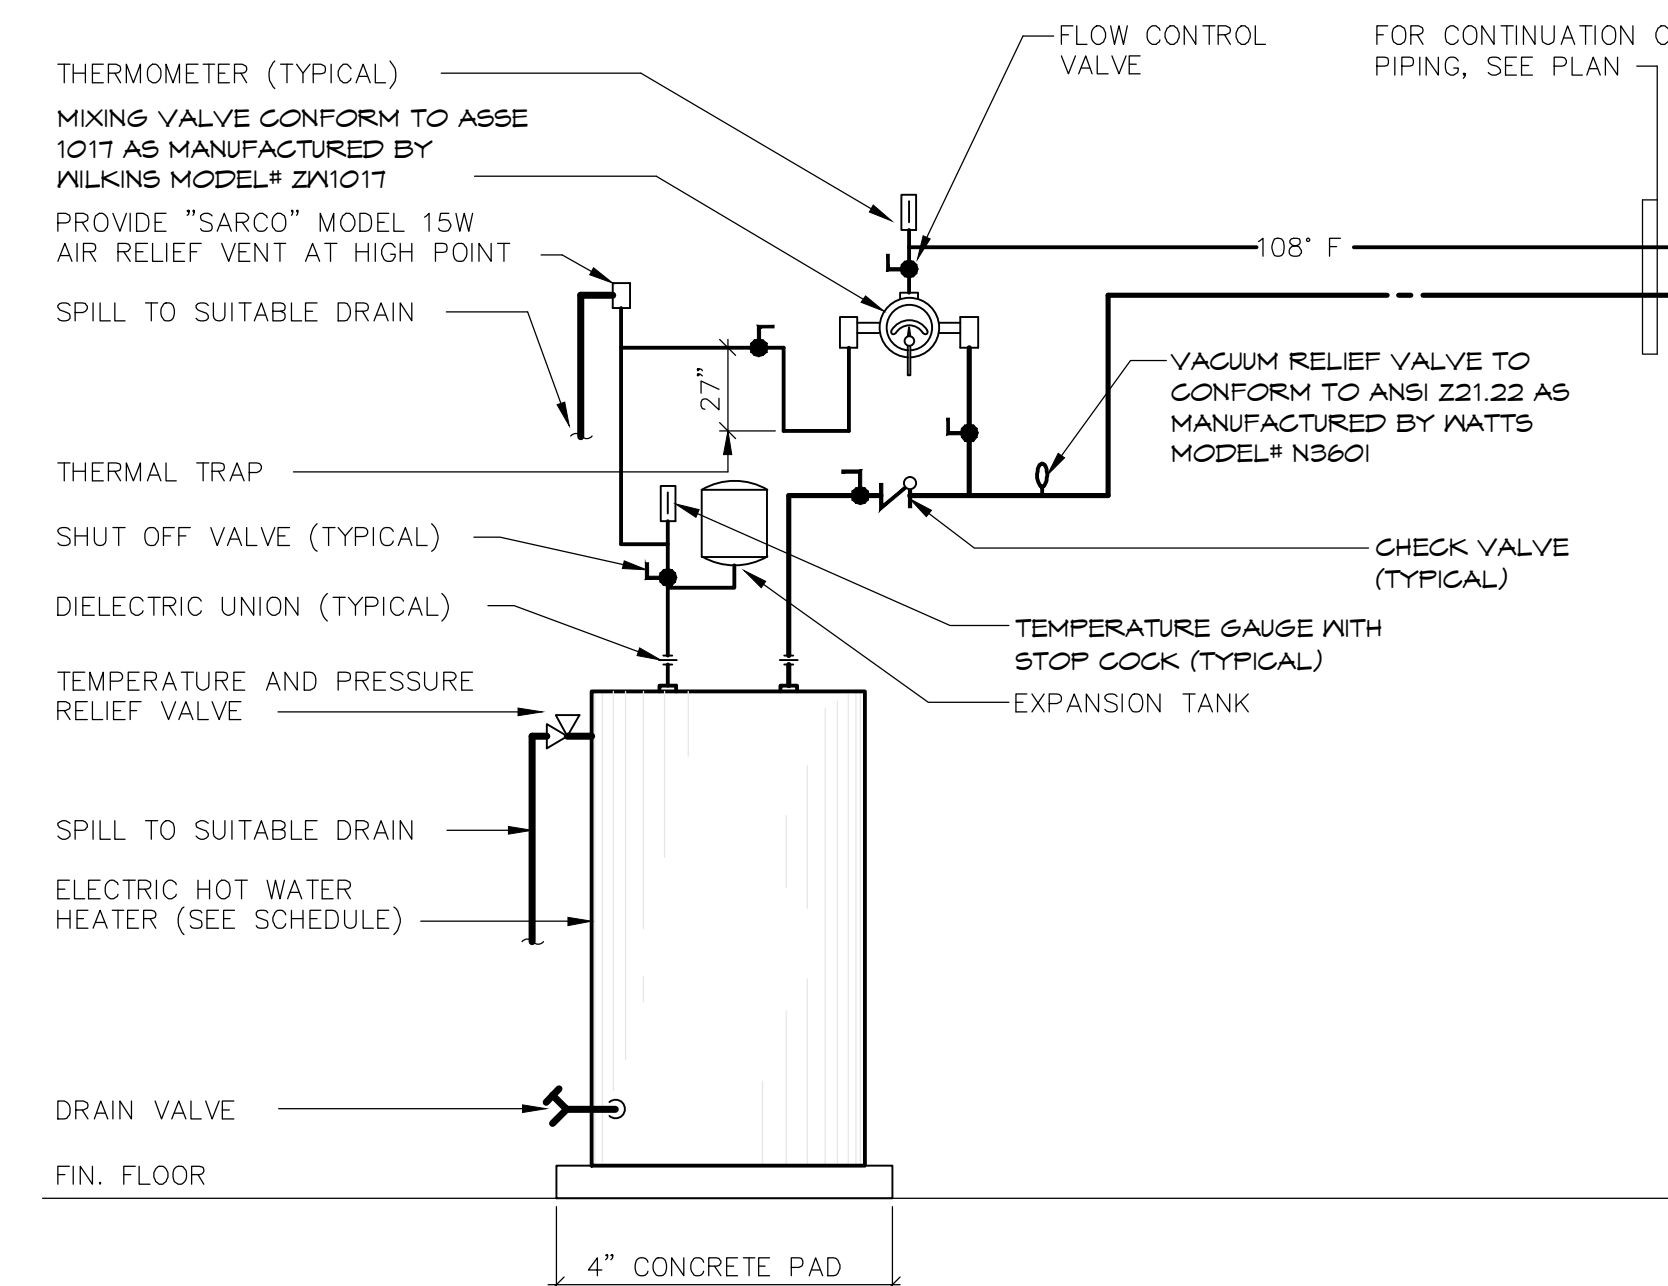 THERMOMETER (TYPICAL)
MIXING VALVE CONFORM TO ASSE
1017 AS MANUFACTURED BY
WILKINS MODEL# ZW1017
PROVIDE "SARCO" MODEL 15W
AIR RELIEF VENT AT HIGH POINT
SPILL TO SUITABLE DRAIN
THERMAL TRAP
SHUT OFF VALVE (TYPICAL)
DIELECTRIC UNION (TYPICAL)
TEMPERATURE AND PRESSURE
RELIEF VALVE
SPILL TO SUITABLE DRAIN
ELECTRIC HOT WATER
HEATER (SEE SCHEDULE)
DRAIN VALVE
FIN. FLOOR
4" CONCRETE PAD
27"
FLOW CONTROL
VALVE
FOR CONTINUATION
PIPING, SEE PLAN
108° F
VACUUM RELIEF VALVE TO
CONFORM TO ANSI Z21.22 AS
MANUFACTURED BY WATTS
MODEL# N3601
CHECK VALVE
(TYPICAL)
TEMPERATURE GAUGE WITH
STOP COCK (TYPICAL)
EXPANSION TANK